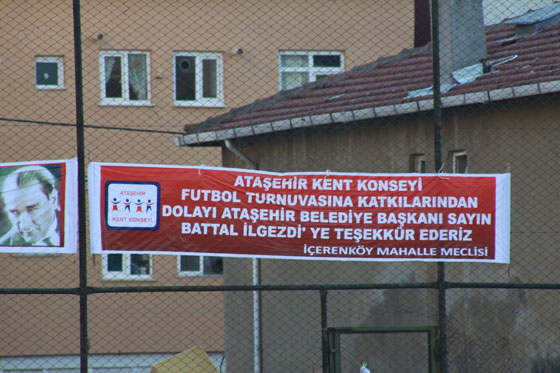 ATAŞEHİR
KENT KONSEYİ
ATAŞEHİR KENT KONSEYİ
FUTBOL TURNUVASINA KATKILARINDAN
DOLAYI ATAŞEHİR BELEDİYE BAŞKANI SAYIN
BATTAL İLGEZDİ' YE TEŞEKKÜR EDERİZ
İÇERENKÖY MAHALLE MECLİSİ